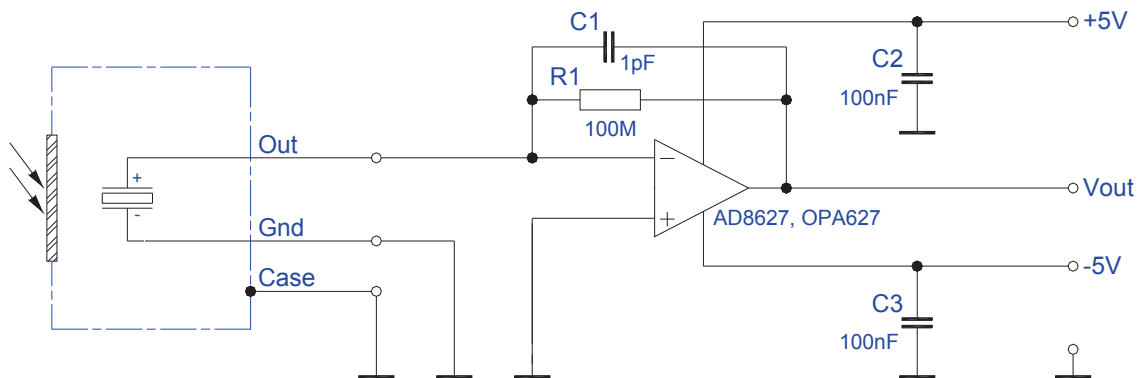 C1
+5V
1pF
C2
R1
100nF
100M
Out
+
-
−
+
Vout
AD8627, OPA627
Gnd
Case
-5V
C3
100nF